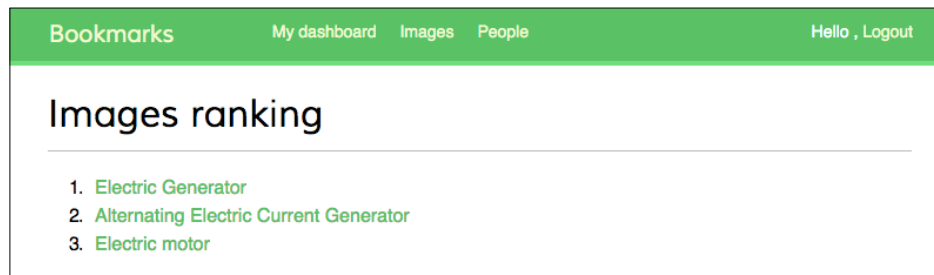 Bookmarks My dashboard Images People Hello , Logout
Images ranking
1. Electric Generator
2. Alternating Electric Current Generator
3. Electric motor